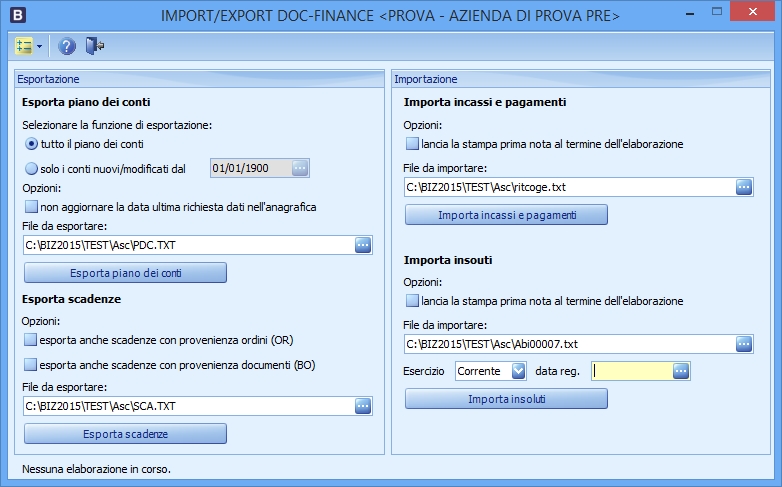 B
IMPORT/EXPORT DOC-FINANCE <PROVA - AZIENDA DI PROVA PRE>
Esportazione
Esporta piano dei conti
Selezionare la funzione di esportazione:
tutto il piano dei conti
solo i conti nuovi/modificati dal 01/01/1900
Opzioni:
non aggiornare la data ultima richiesta dati nell'anagrafica
File da esportare:
C:\BIZ2015\TEST\Asc\PDC.TXT
Esporta piano dei conti
Esporta scadenze
Opzioni:
esporta anche scadenze con provenienza ordini (OR)
esporta anche scadenze con provenienza documenti (BO)
File da esportare:
C:\BIZ2015\TEST\Asc\SCA.TXT
Esporta scadenze
Importazione
Importa incassi e pagamenti
Opzioni:
lancia la stampa prima nota al termine dell'elaborazione
File da importare:
C:\BIZ2015\TEST\Asc\ritcoge.txt
Importa incassi e pagamenti
Importa insouti
Opzioni:
lancia la stampa prima nota al termine dell'elaborazione
File da importare:
C:\BIZ2015\TEST\Asc\Abi00007.txt
Esercizio Corrente data reg.
Importa insoluti
Nessuna elaborazione in corso.